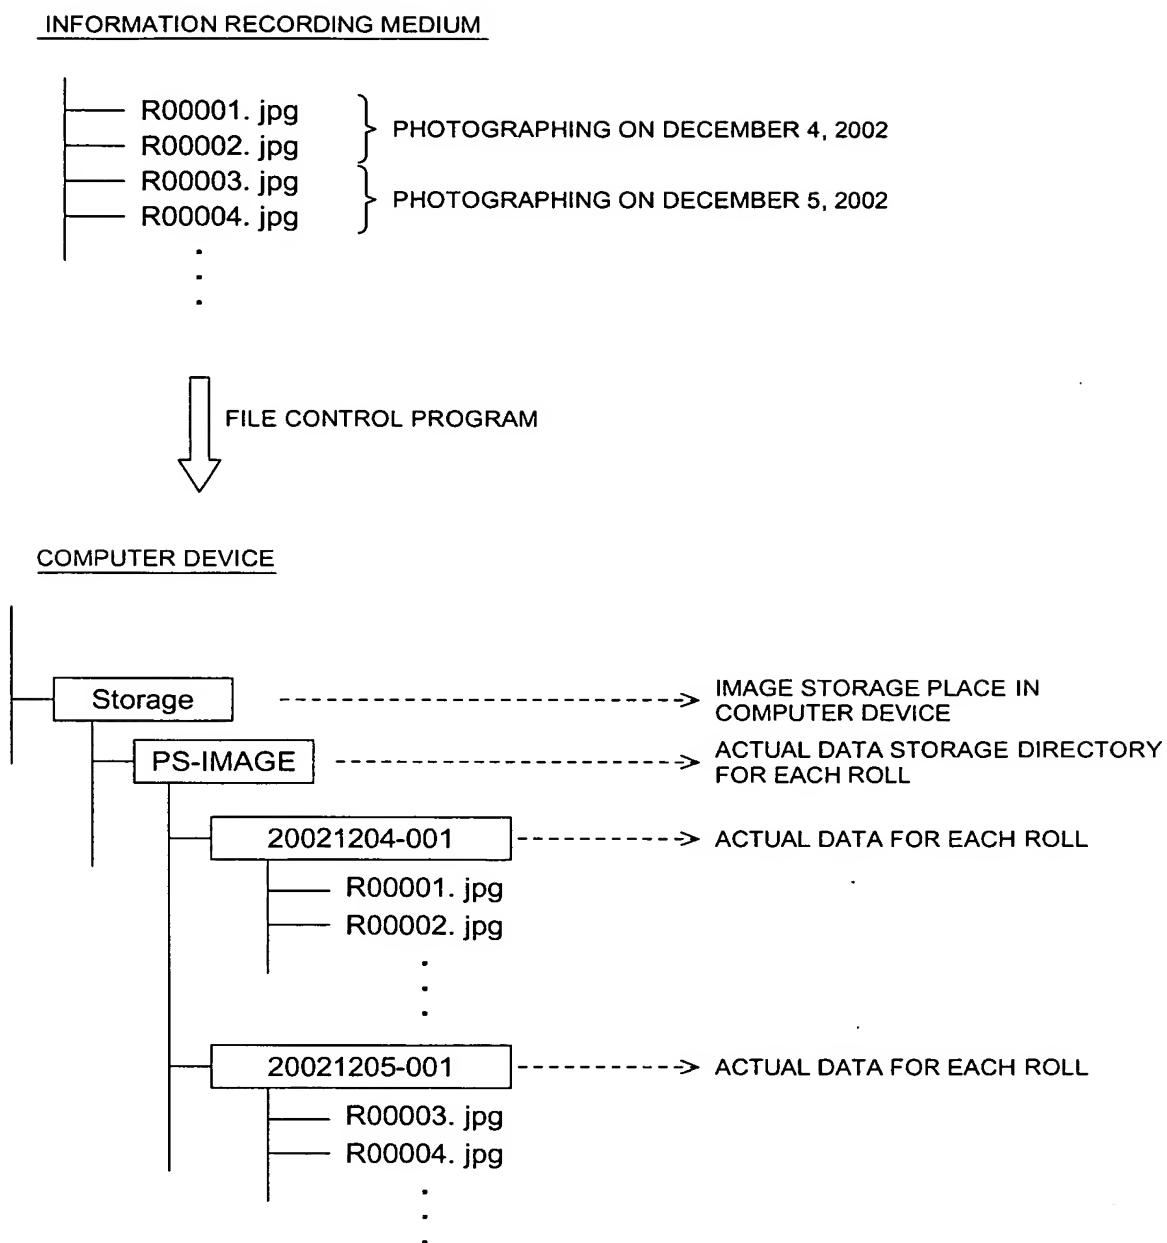 INFORMATION RECORDING MEDIUM
R00001. jpg
R00002. jpg
PHOTOGRAPHING ON DECEMBER 4, 2002
R00003. jpg
R00004. jpg
PHOTOGRAPHING ON DECEMBER 5, 2002
FILE CONTROL PROGRAM
COMPUTER DEVICE
Storage
IMAGE STORAGE PLACE IN
COMPUTER DEVICE
PS-IMAGE
ACTUAL DATA STORAGE DIRECTORY
FOR EACH ROLL
20021204-001
ACTUAL DATA FOR EACH ROLL
R00001. jpg
R00002. jpg
20021205-001
ACTUAL DATA FOR EACH ROLL
R00003. jpg
R00004. jpg